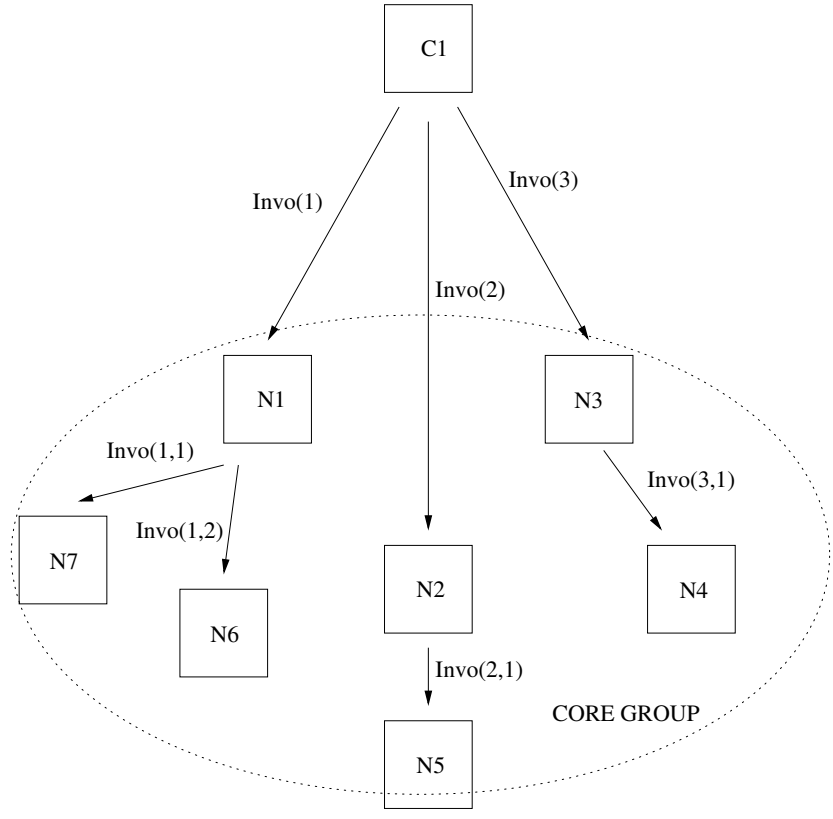 C1
Invo(1)
Invo(3)
Invo(2)
N1
N3
Invo(1,1)
Invo(3,1)
Invo(1,2)
N7
N2
N4
N6
Invo(2,1)
CORE GROUP
N5